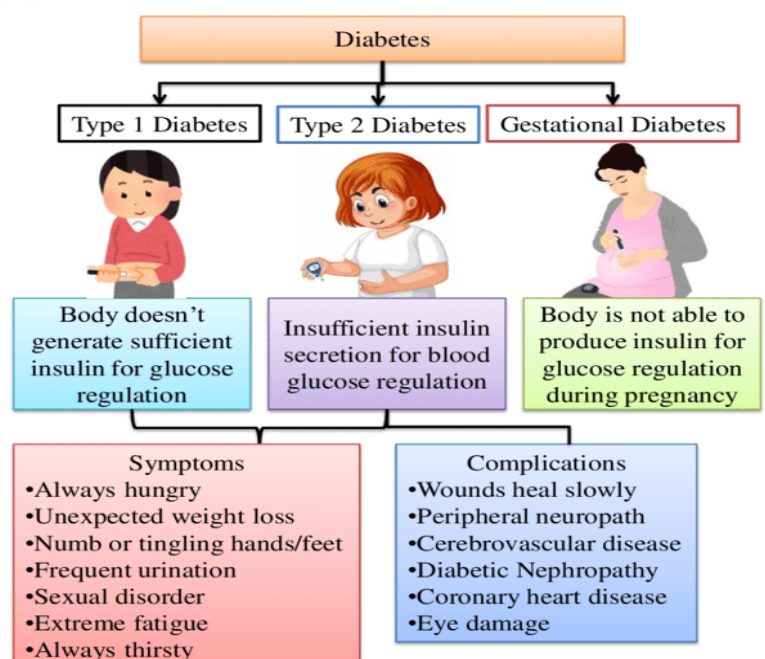 Diabetes
Type 1 Diabetes
Type 2 Diabetes
Gestational Diabetes
Body doesn’t
generate sufficient
insulin for glucose
regulation
Insufficient insulin
secretion for blood
glucose regulation
Body is not able to
produce insulin for
glucose regulation
during pregnancy
Symptoms
•Always hungry
•Unexpected weight loss
•Numb or tingling hands/feet
•Frequent urination
•Sexual disorder
•Extreme fatigue
•Always thirsty
Complications
•Wounds heal slowly
•Peripheral neuropath
•Cerebrovascular disease
•Diabetic Nephropathy
•Coronary heart disease
•Eye damage